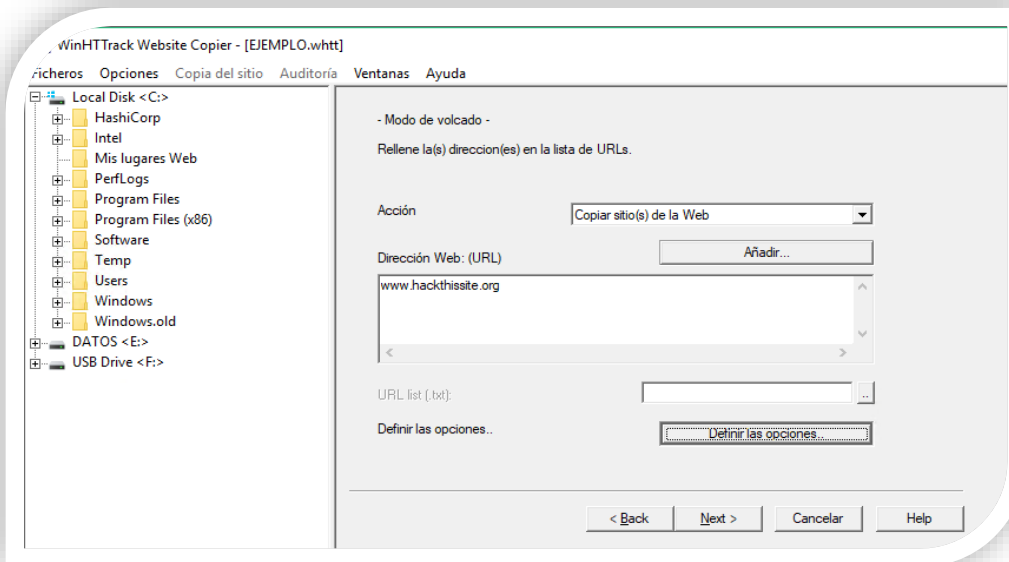 WinHTTrack Website Copier - [EJEMPLO.whtt]
Ficheros Opciones Copia del sitio Auditoría Ventanas Ayuda
Local Disk <C:>
HashiCorp
Intel
Mis lugares Web
PerfLogs
Program Files
Program Files (x86)
Software
Temp
Users
Windows
Windows.old
DATOS <E:>
USB Drive <F:>
- Modo de volcado -
Rellene la(s) direccion(es) en la lista de URLs.
Acción
Copiar sitio(s) de la Web
Dirección Web: (URL)
Añadir...
www.hackthissite.org
URL list (.txt):
..
Definir las opciones..
Definir las opciones..
< Back
Next >
Cancelar
Help